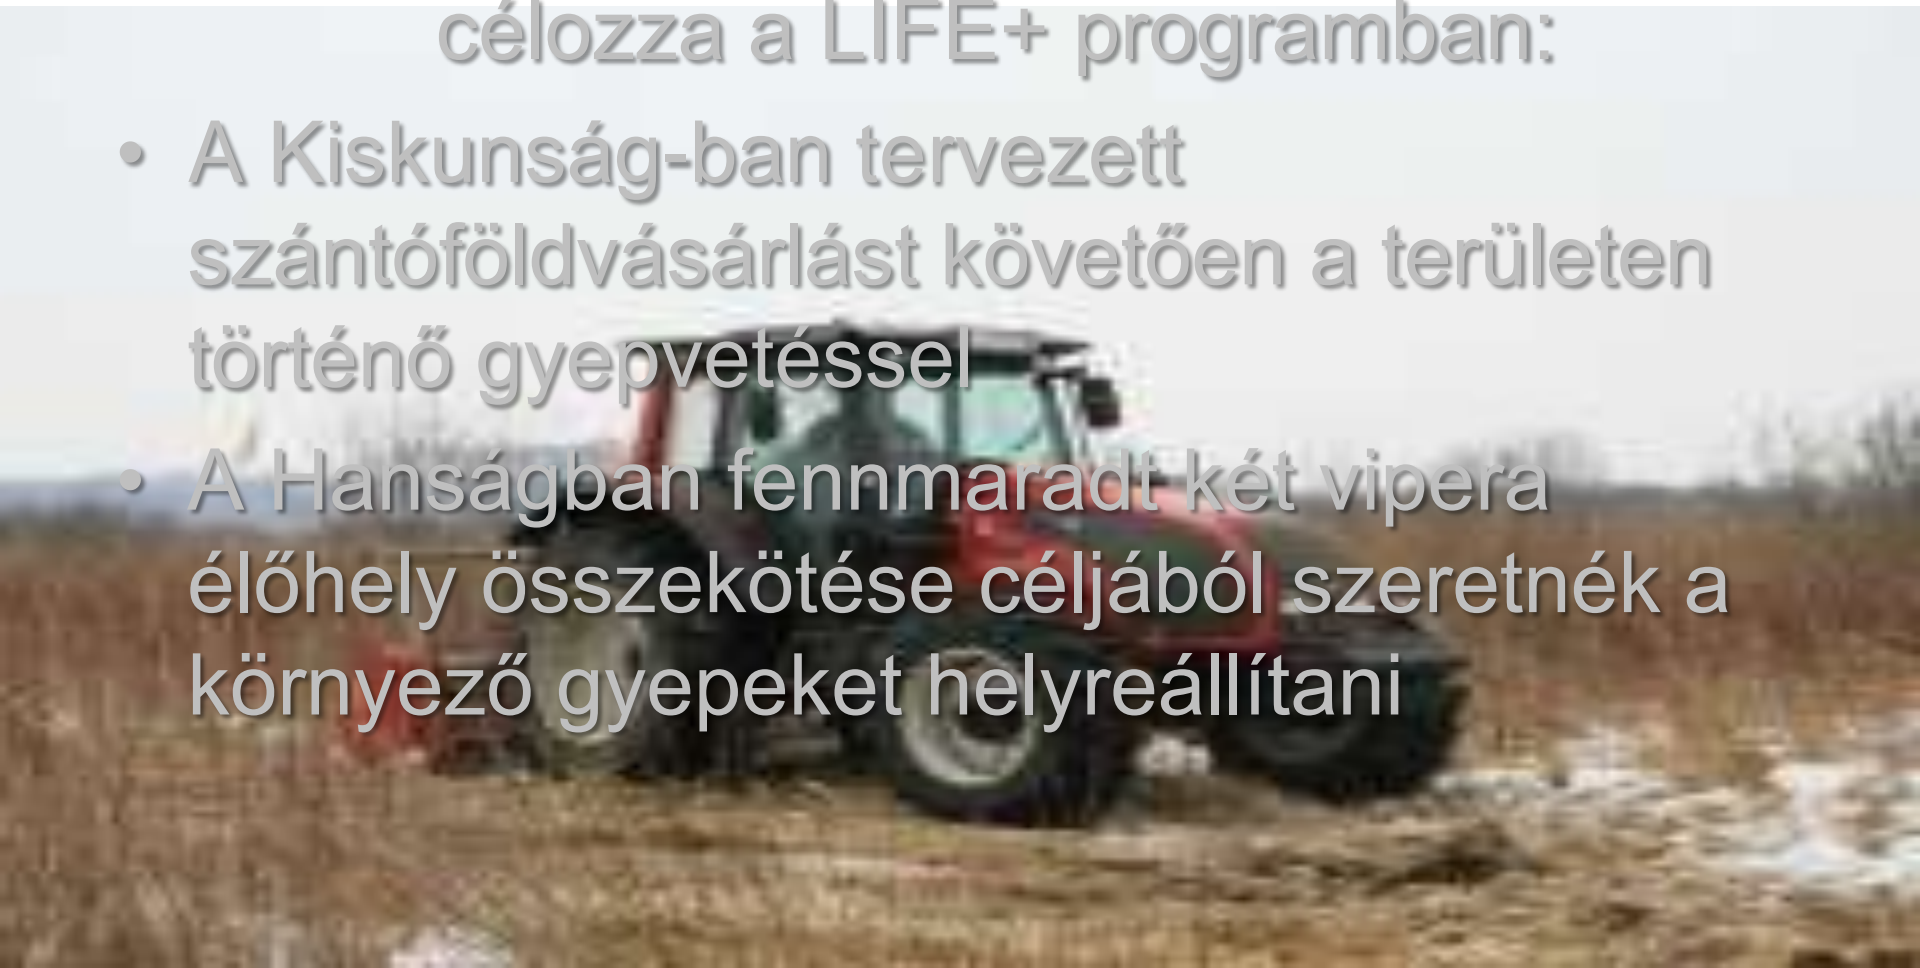 célozza a LIFE+ programban:
• A Kiskunság-ban tervezett
szántóföldvásárlást követően a területen
történő gyepvetéssel
• A Hanságban fennmaradt két vipera
élőhely összekötése céljából szeretnék a
környező gyepeket helyreállítani